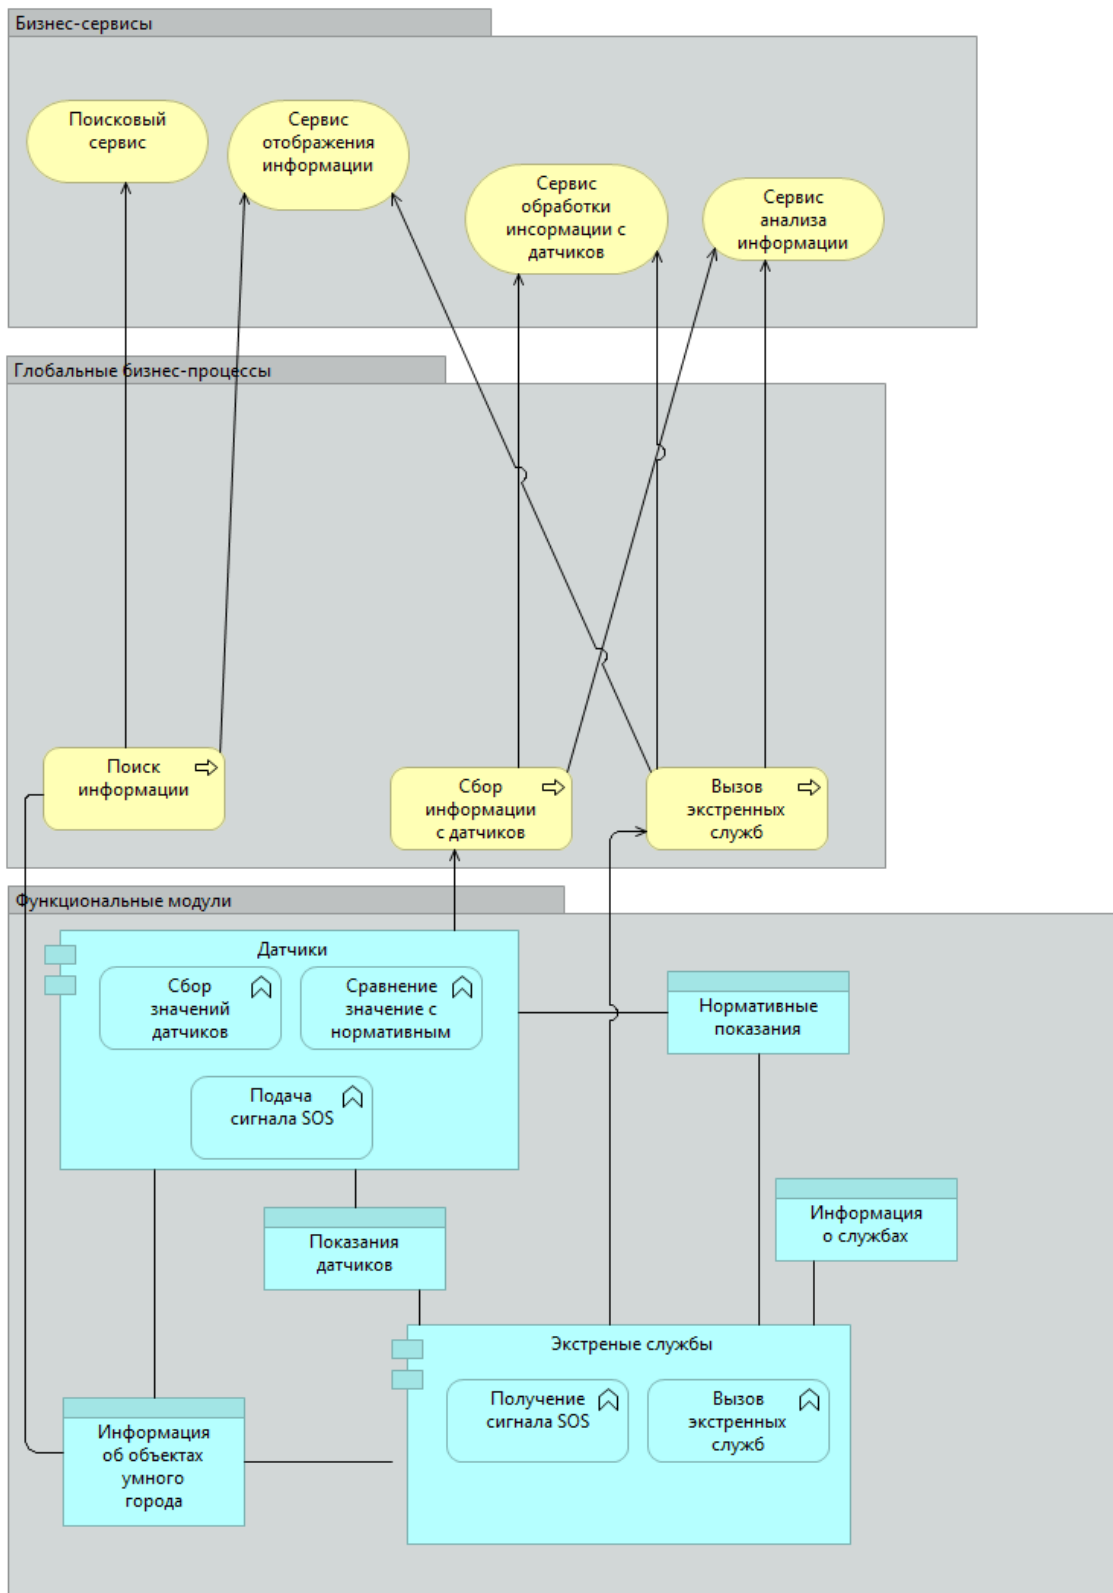 Бизнес-сервисы
Поисковый
сервис
Сервис
отображения
информации
Сервис
обработки
инсормации с
датчиков
Сервис
анализа
информации
Глобальные бизнес-процессы
Поиск
информации
Сбор
информации
с датчиков
Вызов
экстренных
служб
Функциональные модули
Датчики
Сбор
значений
датчиков
Сравнение
значение с
нормативным
Подача
сигнала SOS
Нормативные
показания
Показания
датчиков
Информация
о службах
Экстреные службы
Получение
сигнала SOS
Вызов
экстренных
служб
Информация
об объектах
умного
города